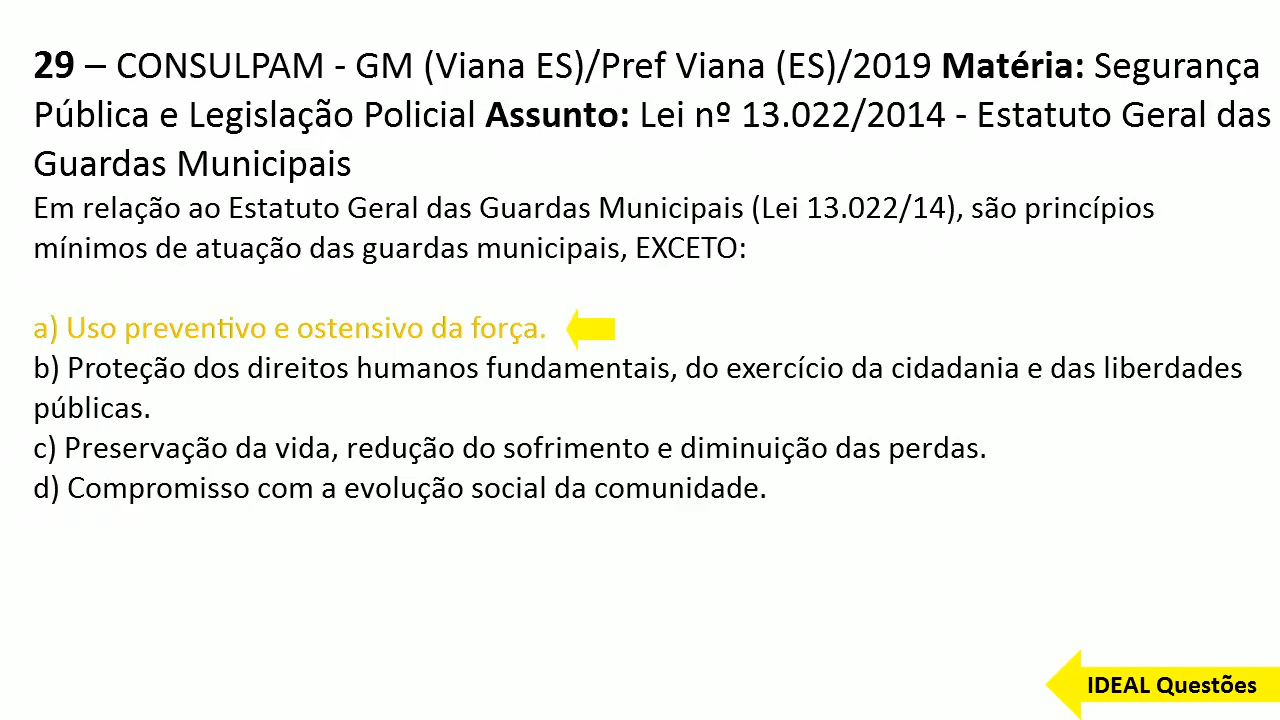 29 – CONSULPAM - GM (Viana ES)/Pref Viana (ES)/2019 Matéria: Segurança
Pública e Legislação Policial Assunto: Lei nº 13.022/2014 - Estatuto Geral das
Guardas Municipais
Em relação ao Estatuto Geral das Guardas Municipais (Lei 13.022/14), são princípios
mínimos de atuação das guardas municipais, EXCETO:
a) Uso preventivo e ostensivo da força.
b) Proteção dos direitos humanos fundamentais, do exercício da cidadania e das liberdades
públicas.
c) Preservação da vida, redução do sofrimento e diminuição das perdas.
d) Compromisso com a evolução social da comunidade.
IDEAL Questões